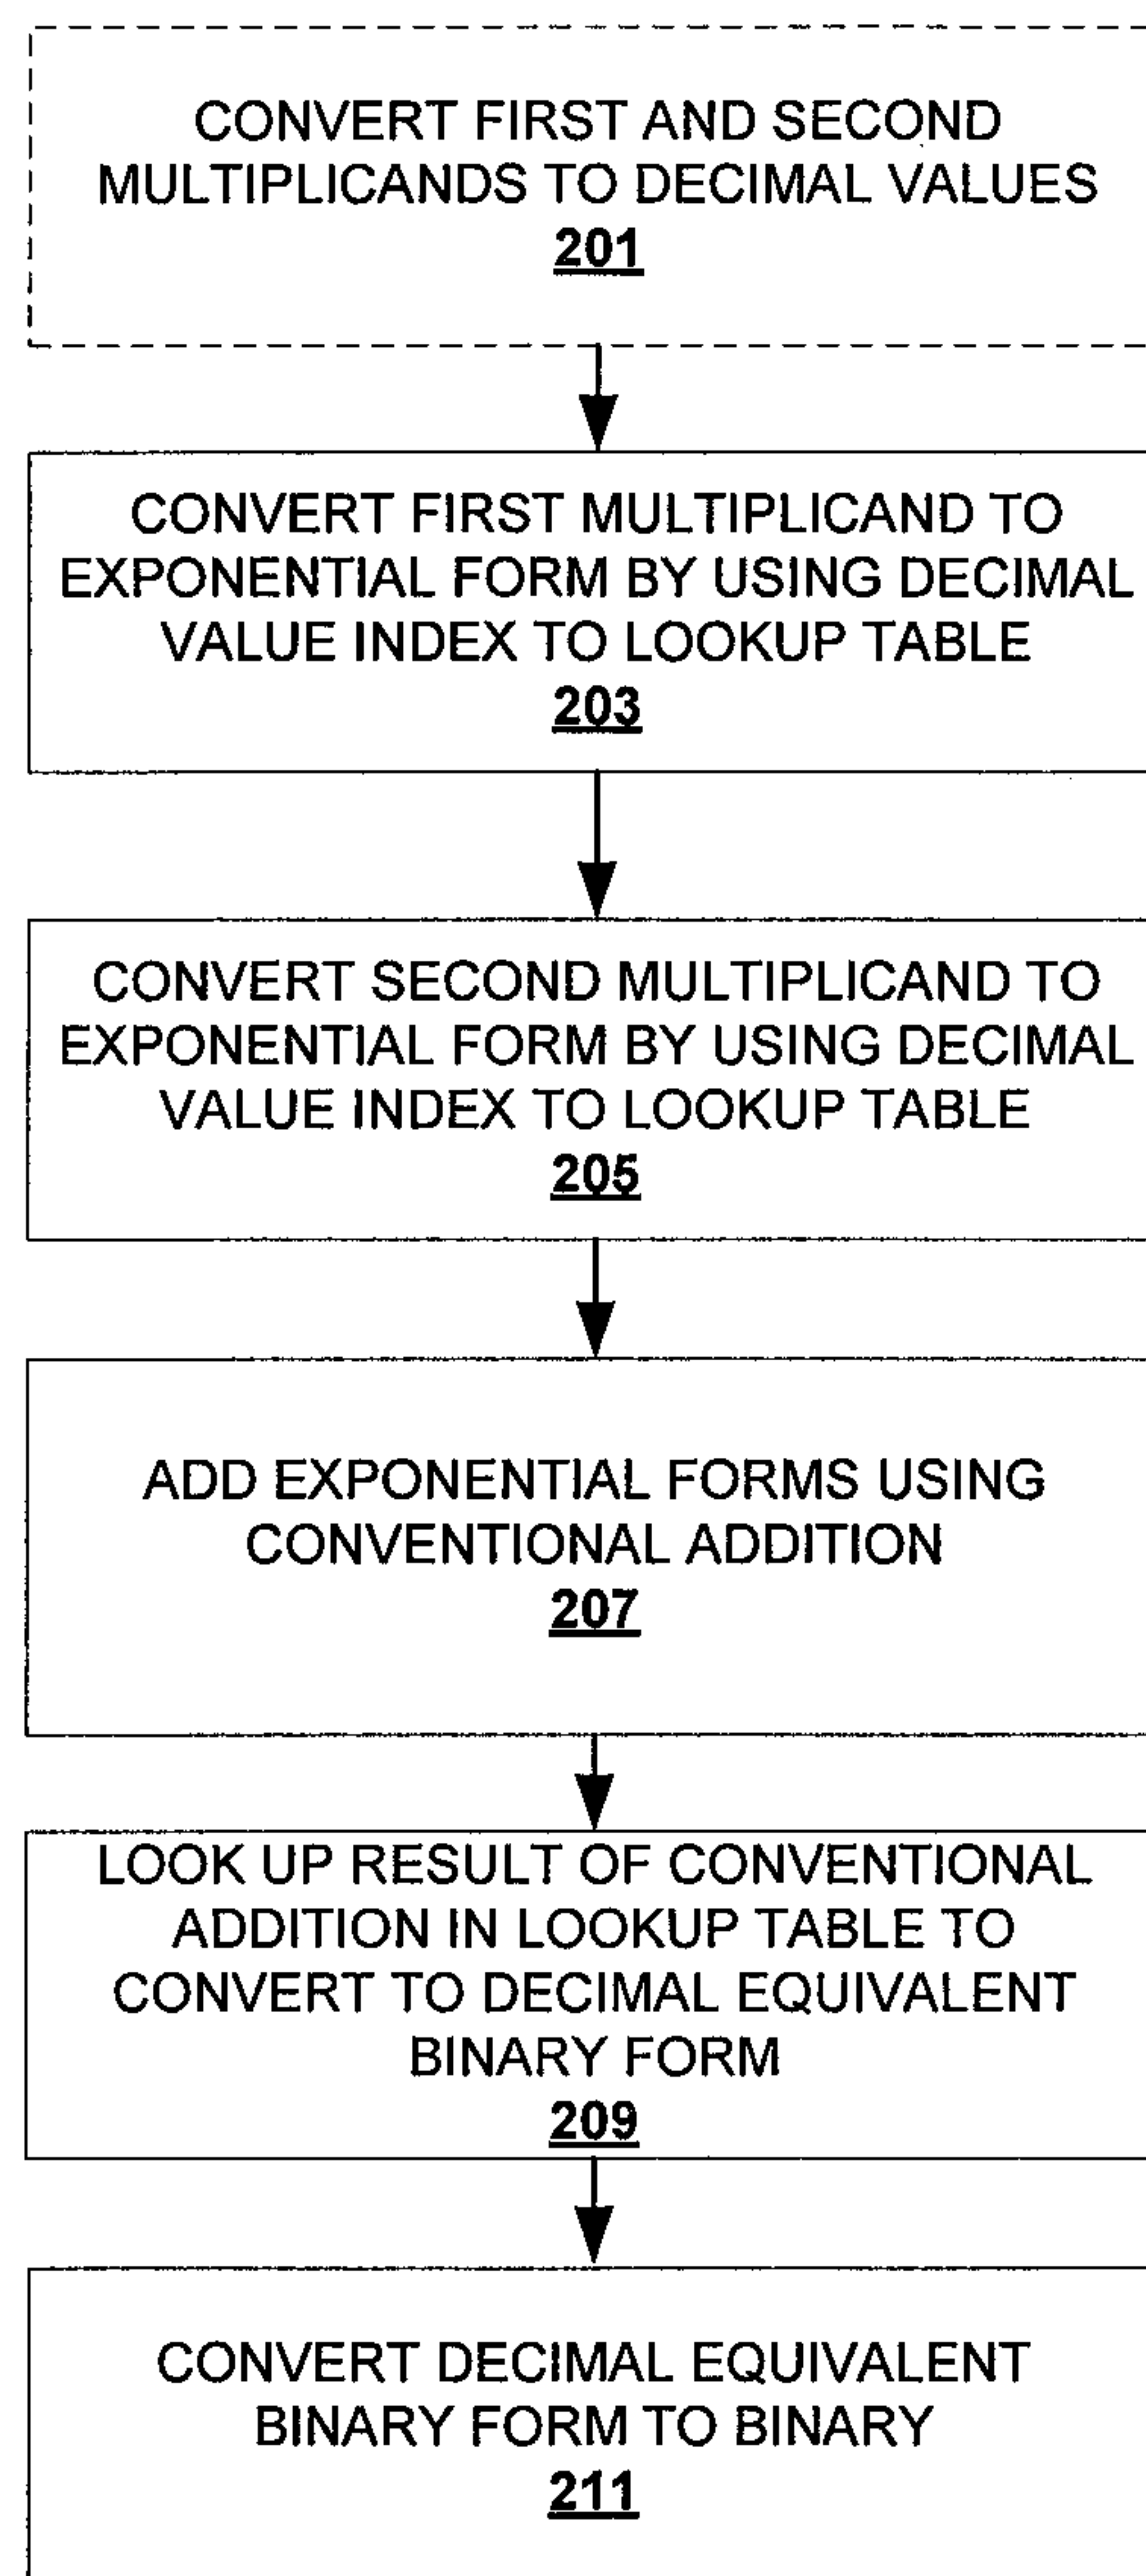 CONVERT FIRST AND SECOND
MULTIPLICANDS TO DECIMAL VALUES
201
CONVERT FIRST MULTIPLICAND TO
EXPONENTIAL FORM BY USING DECIMAL
VALUE INDEX TO LOOKUP TABLE
203
CONVERT SECOND MULTIPLICAND TO
EXPONENTIAL FORM BY USING DECIMAL
VALUE INDEX TO LOOKUP TABLE
205
ADD EXPONENTIAL FORMS USING
CONVENTIONAL ADDITION
207
LOOK UP RESULT OF CONVENTIONAL
ADDITION IN LOOKUP TABLE TO
CONVERT TO DECIMAL EQUIVALENT
BINARY FORM
209
CONVERT DECIMAL EQUIVALENT
BINARY FORM TO BINARY
211